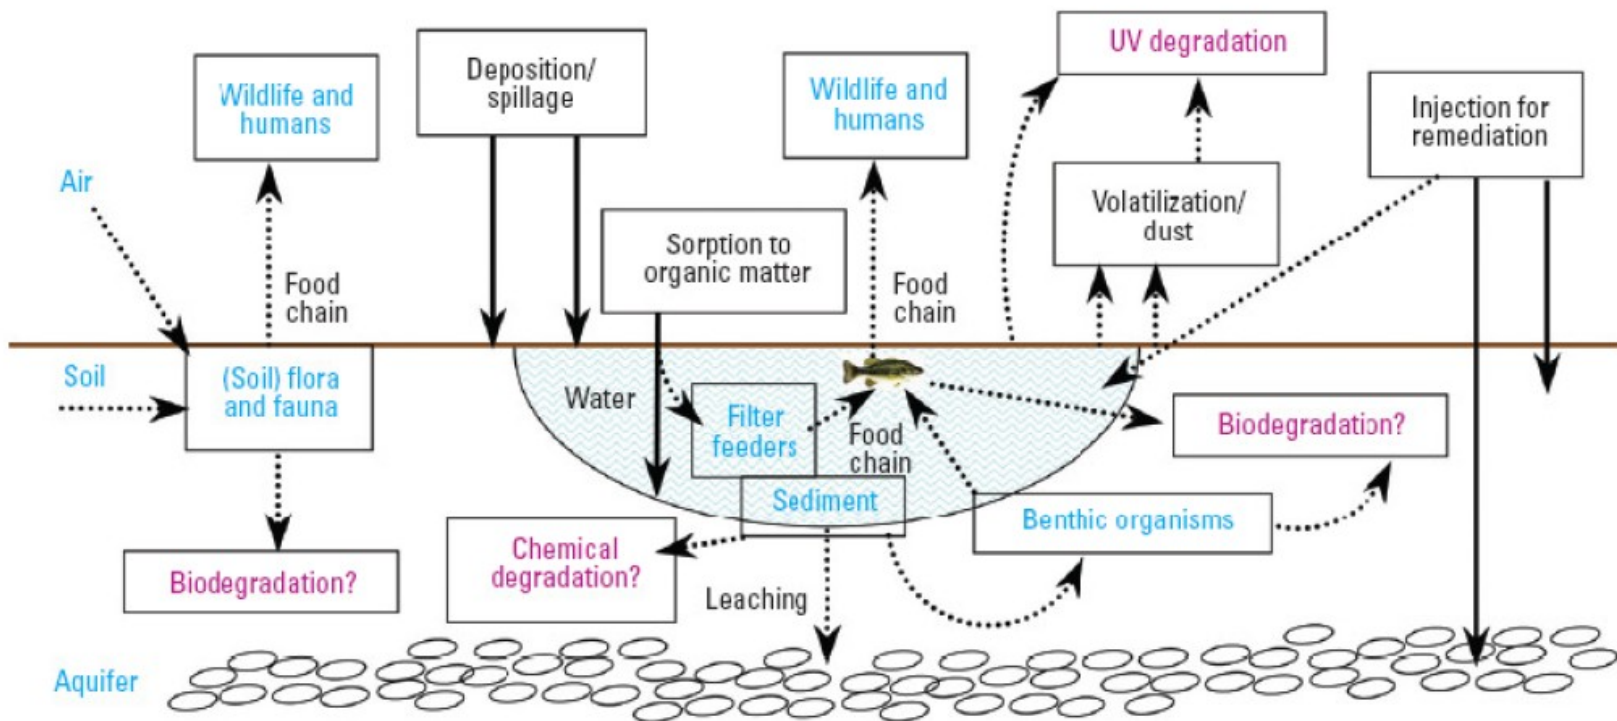 UV degradation
Deposition/
spillage
Wildlife and
humans
Wildlife and
humans
Injection for
remediation
Air
Volatilization/
dust
Sorption to
organic matter
Food
chain
Food
chain
Soil
(Soil) flora
and fauna
Water
Filter
feeders
Food
chain
Biodegradation?
Sediment
Benthic organisms
Chemical
degradation?
Biodegradation?
Leaching
Aquifer